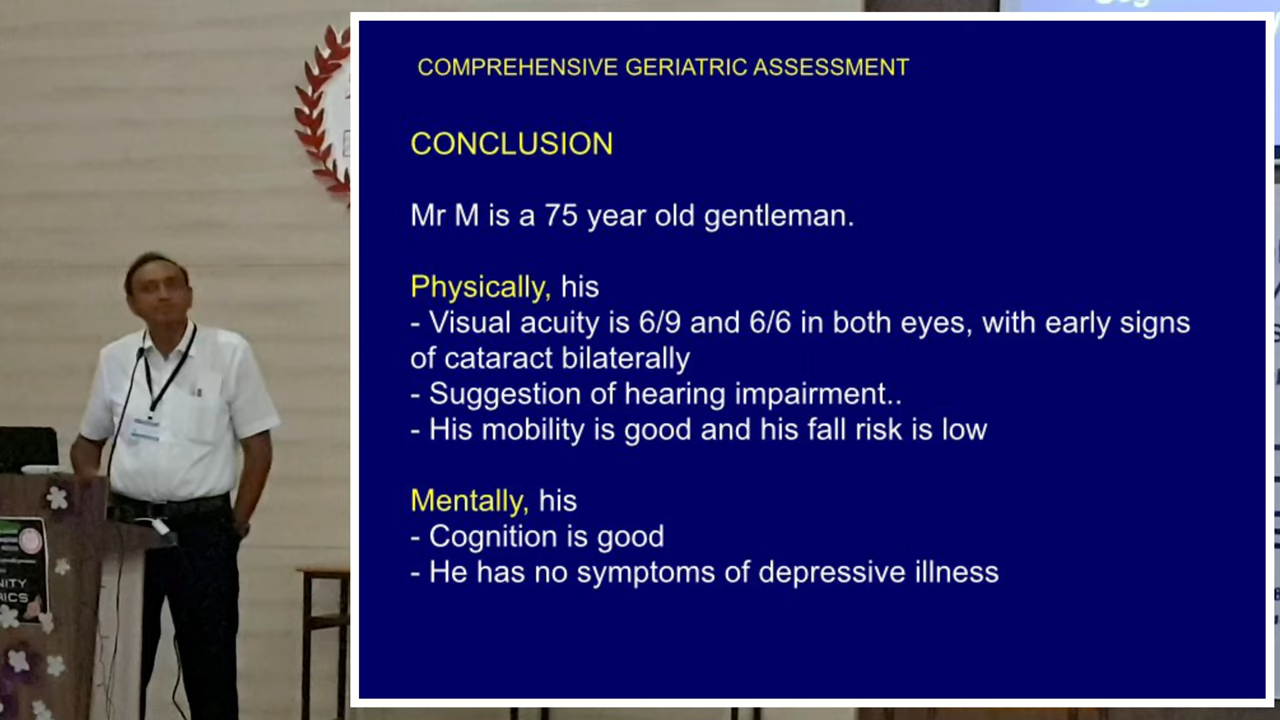 COMPREHENSIVE GERIATRIC ASSESSMENT
CONCLUSION
Mr M is a 75 year old gentleman.
Physically, his
- Visual acuity is 6/9 and 6/6 in both eyes, with early signs
of cataract bilaterally
- Suggestion of hearing impairment..
- His mobility is good and his fall risk is low
Mentally, his
- Cognition is good
- He has no symptoms of depressive illness